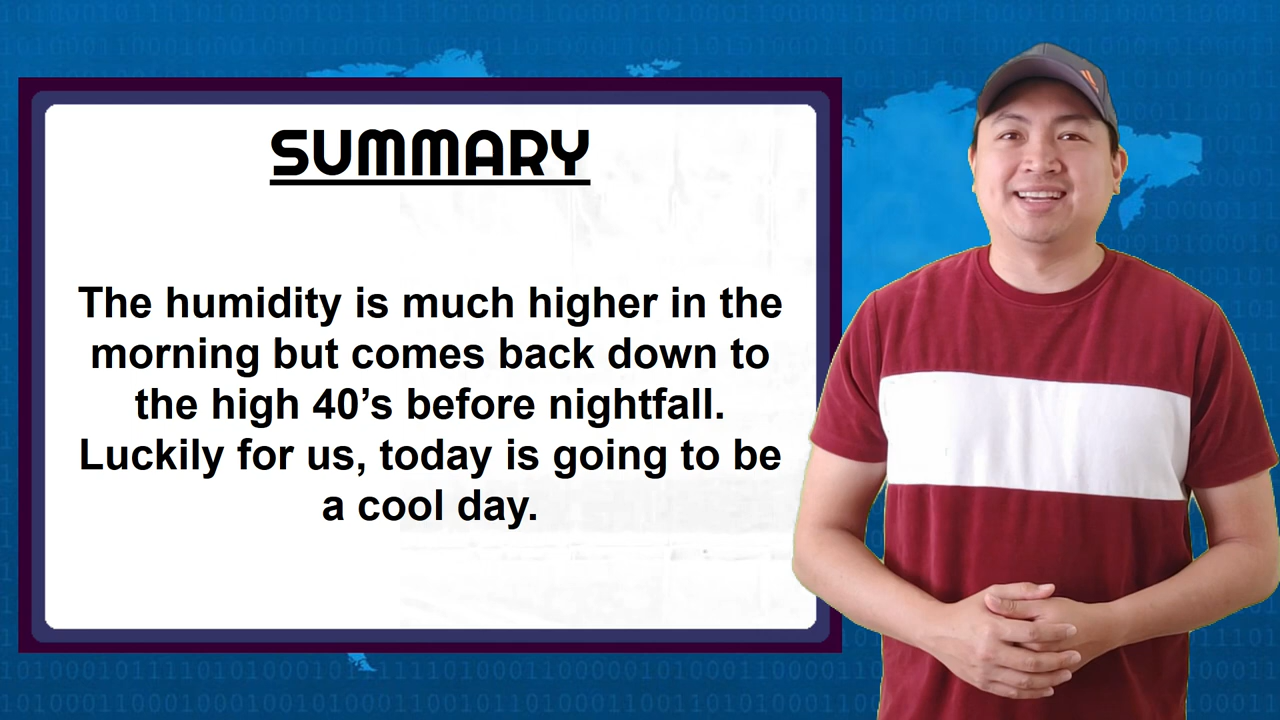 SUMMARY
The humidity is much higher in the
morning but comes back down to
the high 40’s before nightfall.
Luckily for us, today is going to be
a cool day.